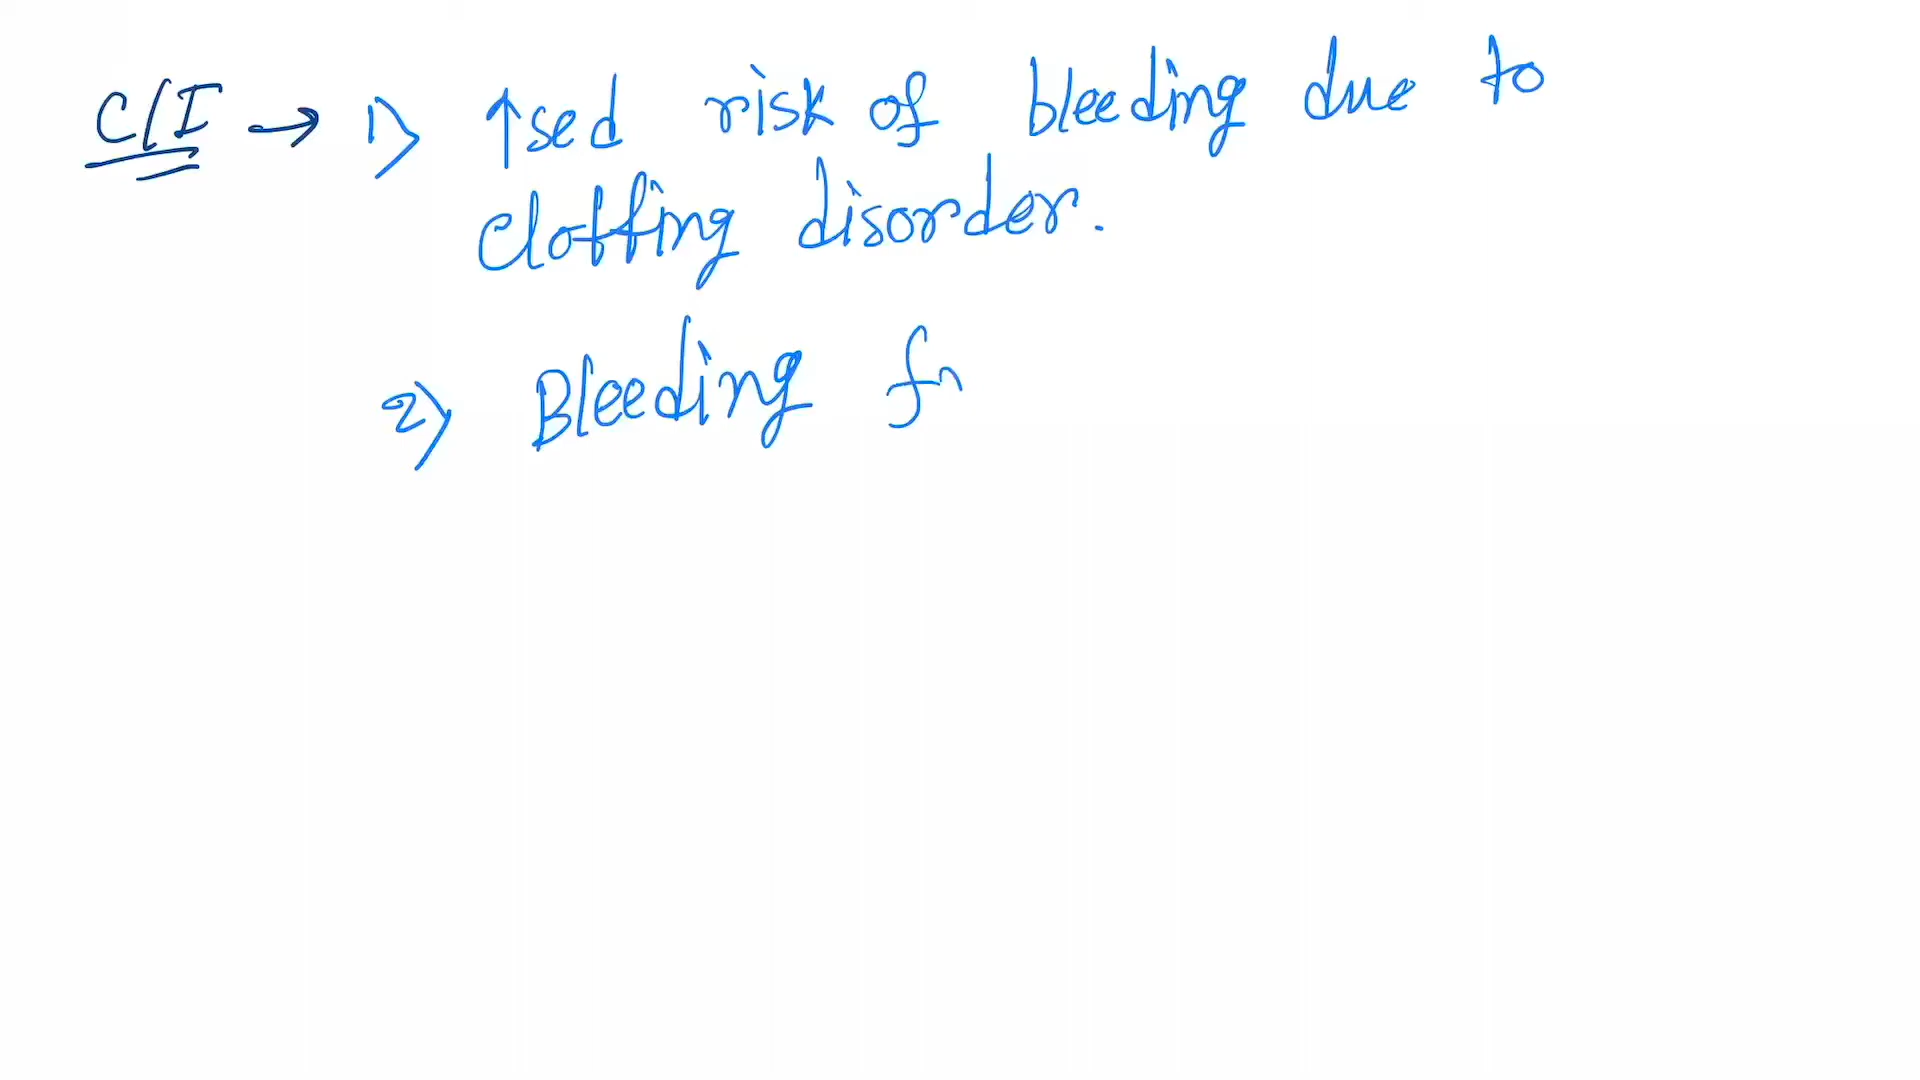 C/I → 1) ↑sed risk of bleeding due to
clotting disorder.
2) Bleeding